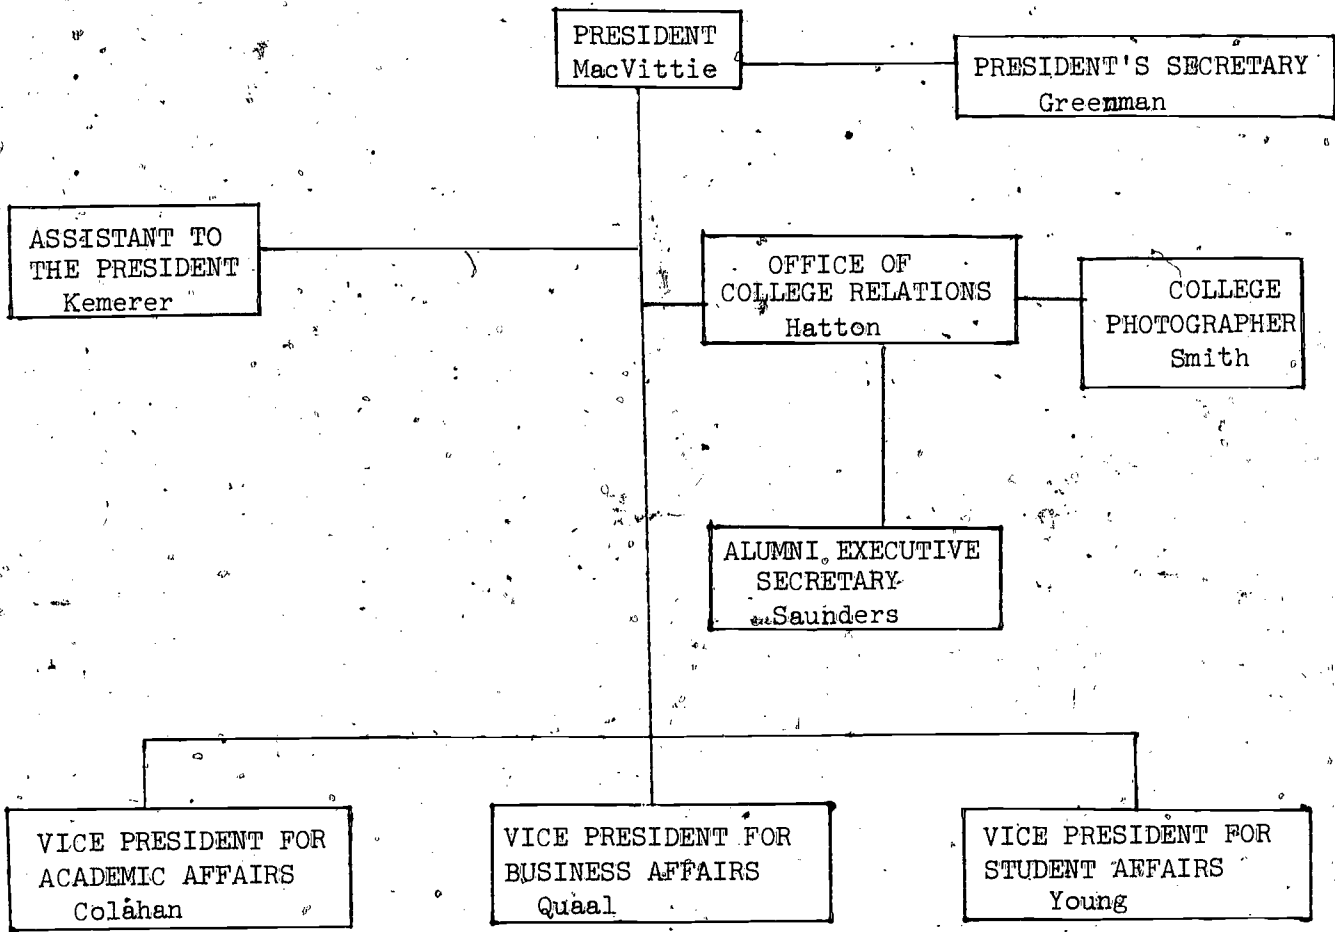 PRESIDENT
MacVittie
PRESIDENT'S SECRETARY
Greenman
ASSISTANT TO
THE PRESIDENT
Kemerer
OFFICE OF
COLLEGE RELATIONS
Hatton
COLLEGE
PHOTOGRAPHER
Smith
ALUMNI EXECUTIVE
SECRETARY
Saunders
VICE PRESIDENT FOR
ACADEMIC AFFAIRS
Colahan
VICE PRESIDENT FOR
BUSINESS AFFAIRS
Quaal
VICE PRESIDENT FOR
STUDENT AFFAIRS
Young